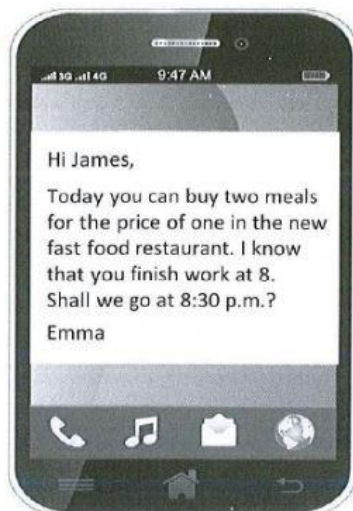 3G 4G 9:47 AM
Hi James,
Today you can buy two meals
for the price of one in the new
fast food restaurant. I know
that you finish work at 8.
Shall we go at 8:30 p.m.?
Emma